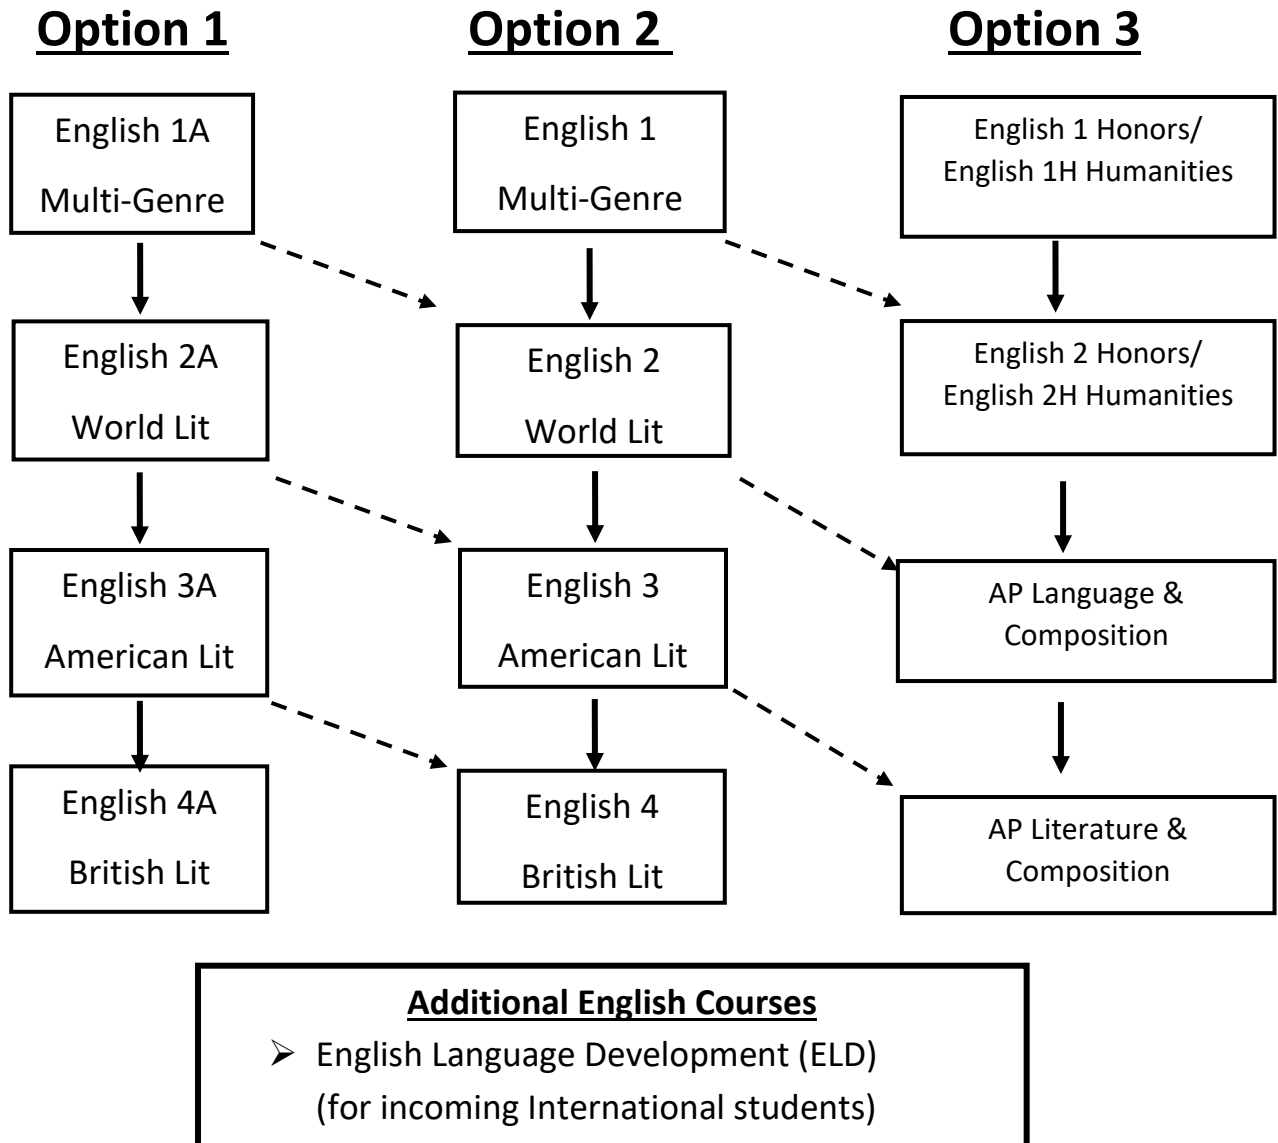 Option 1
Option 2
Option 3
English 1A
Multi-Genre
English 1
Multi-Genre
English 1 Honors/
English 1H Humanities
English 2A
World Lit
English 2
World Lit
English 2 Honors/
English 2H Humanities
English 3A
American Lit
English 3
American Lit
AP Language &
Composition
English 4A
British Lit
English 4
British Lit
AP Literature &
Composition
Additional English Courses
➢ English Language Development (ELD)
(for incoming International students)